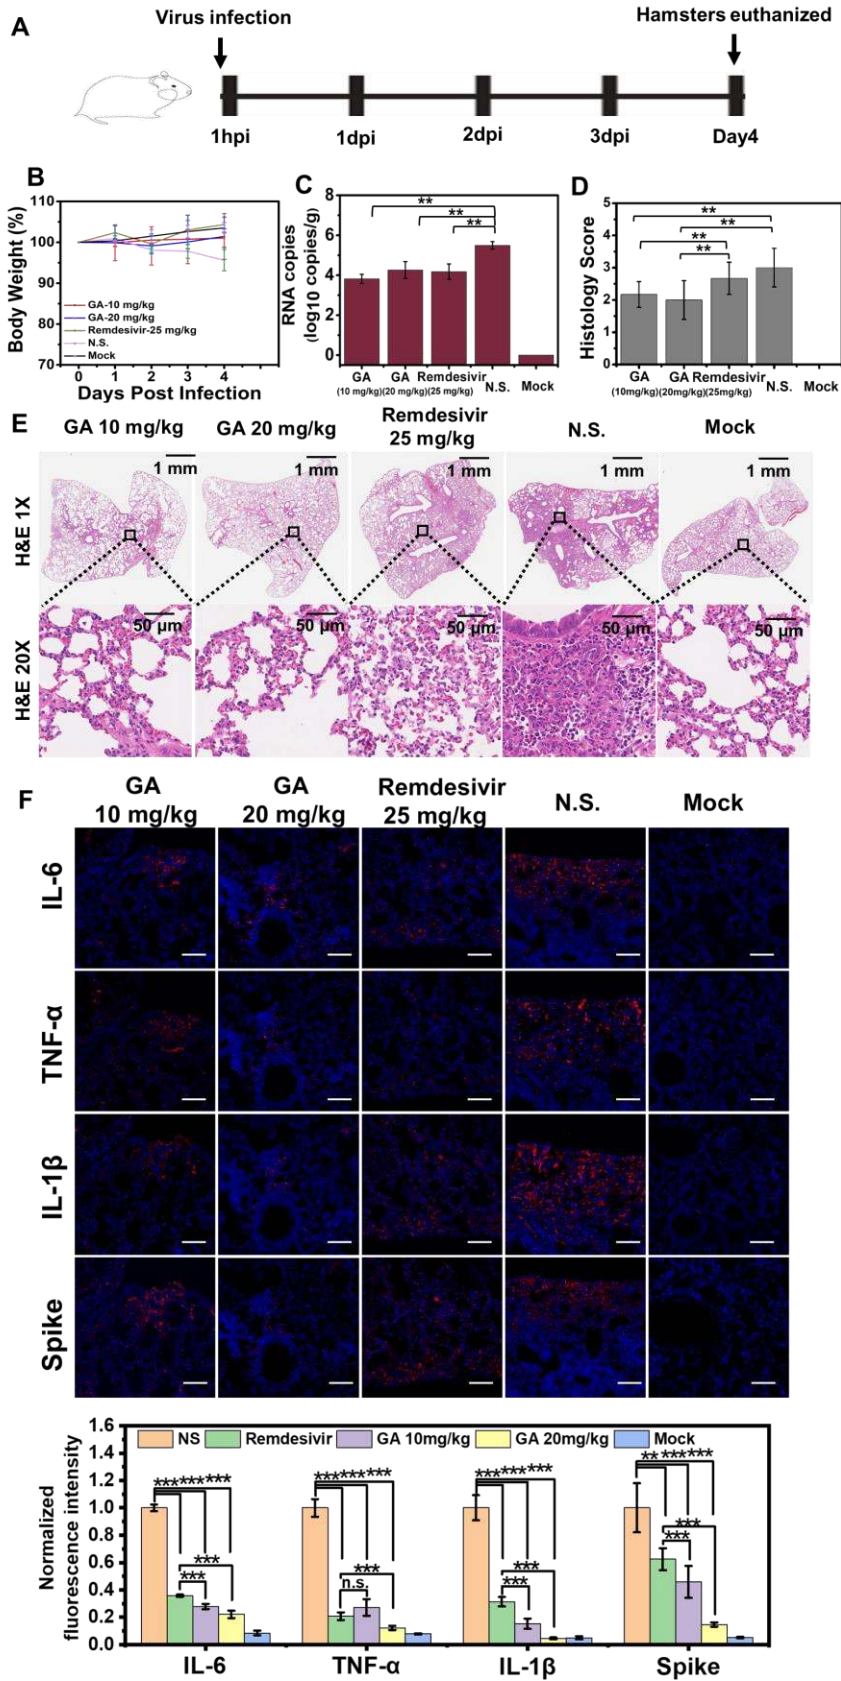 A
Virus infection
Hamsters euthanized
1hpi 1dpi 2dpi 3dpi Day4
B
Body Weight (%)
110
100
90
80
70
GA-10 mg/kg
GA-20 mg/kg
Remdesivir-25 mg/kg
N.S.
Mock
0 1 2 3 4
Days Post Infection
C
RNA copies
(log10 copies/g)
8
6
4
2
0
**
**
**
GA GA Remdesivir N.S. Mock
(10 mg/kg)(20 mg/kg)(25 mg/kg)
D
Histology Score
5
4
3
2
1
0
**
**
**
**
GA GA Remdesivir N.S. Mock
(10mg/kg)(20mg/kg)(25mg/kg)
E
GA 10 mg/kg GA 20 mg/kg Remdesivir
25 mg/kg N.S. Mock
H&E 1X
1 mm 1 mm 1 mm 1 mm 1 mm
H&E 20X
50 μm 50 μm 50 μm 50 μm 50 μm
F
GA
10 mg/kg
GA
20 mg/kg
Remdesivir
25 mg/kg
N.S.
Mock
IL-6
TNF-α
IL-1β
Spike
Normalized
fluorescence intensity
1.6
1.4
1.2
1.0
0.8
0.6
0.4
0.2
0.0
NS Remdesivir GA 10mg/kg GA 20mg/kg Mock
*** *** *** *** *** *** *** *** *** ** *** ***
*** *** *** ***
*** n.s. *** ***
IL-6 TNF-α IL-1β Spike